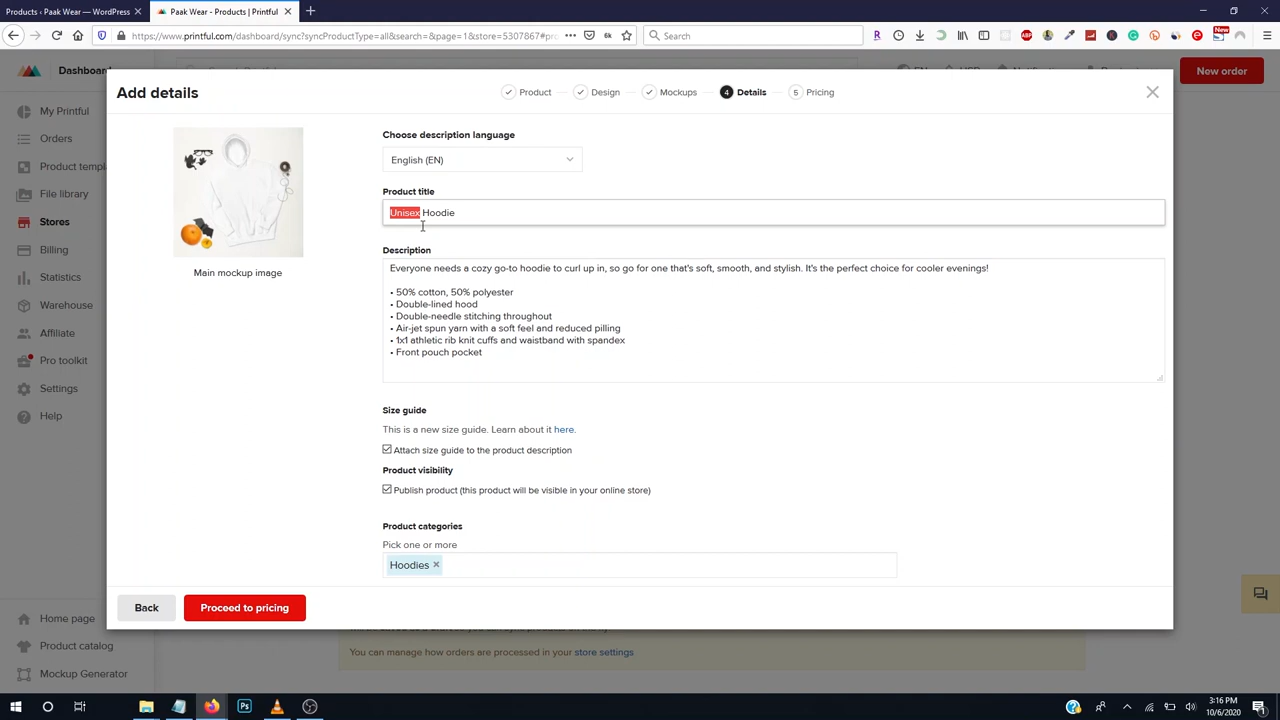 Products ‹ Paak Wear — WordPress
Paak Wear - Products | Printful
https://www.printful.com/dashboard/sync?syncProductType=all&search=&page=1&store=5307067#pro
Search
New
Dashboard
New order
My Printful
Orders
Product temp
File library
Stores
Billing
Statistics
Warehouse
Affiliate
Pro toolkit
Settings
Help
Home page
Product catalog
Mockup Generator
Add details
Product
Design
Mockups
4 Details
5 Pricing
Main mockup image
Choose description language
English (EN)
Product title
Unisex Hoodie
Description
Everyone needs a cozy go-to hoodie to curl up in, so go for one that's soft, smooth, and stylish. It's the perfect choice for cooler evenings!
• 50% cotton, 50% polyester
• Double-lined hood
• Double-needle stitching throughout
• Air-jet spun yarn with a soft feel and reduced pilling
• 1x1 athletic rib knit cuffs and waistband with spandex
• Front pouch pocket
Size guide
This is a new size guide. Learn about it here.
Attach size guide to the product description
Product visibility
Publish product (this product will be visible in your online store)
Product categories
Pick one or more
Hoodies
Back
Proceed to pricing
You can manage how orders are processed in your store settings
3:16 PM
10/6/2020